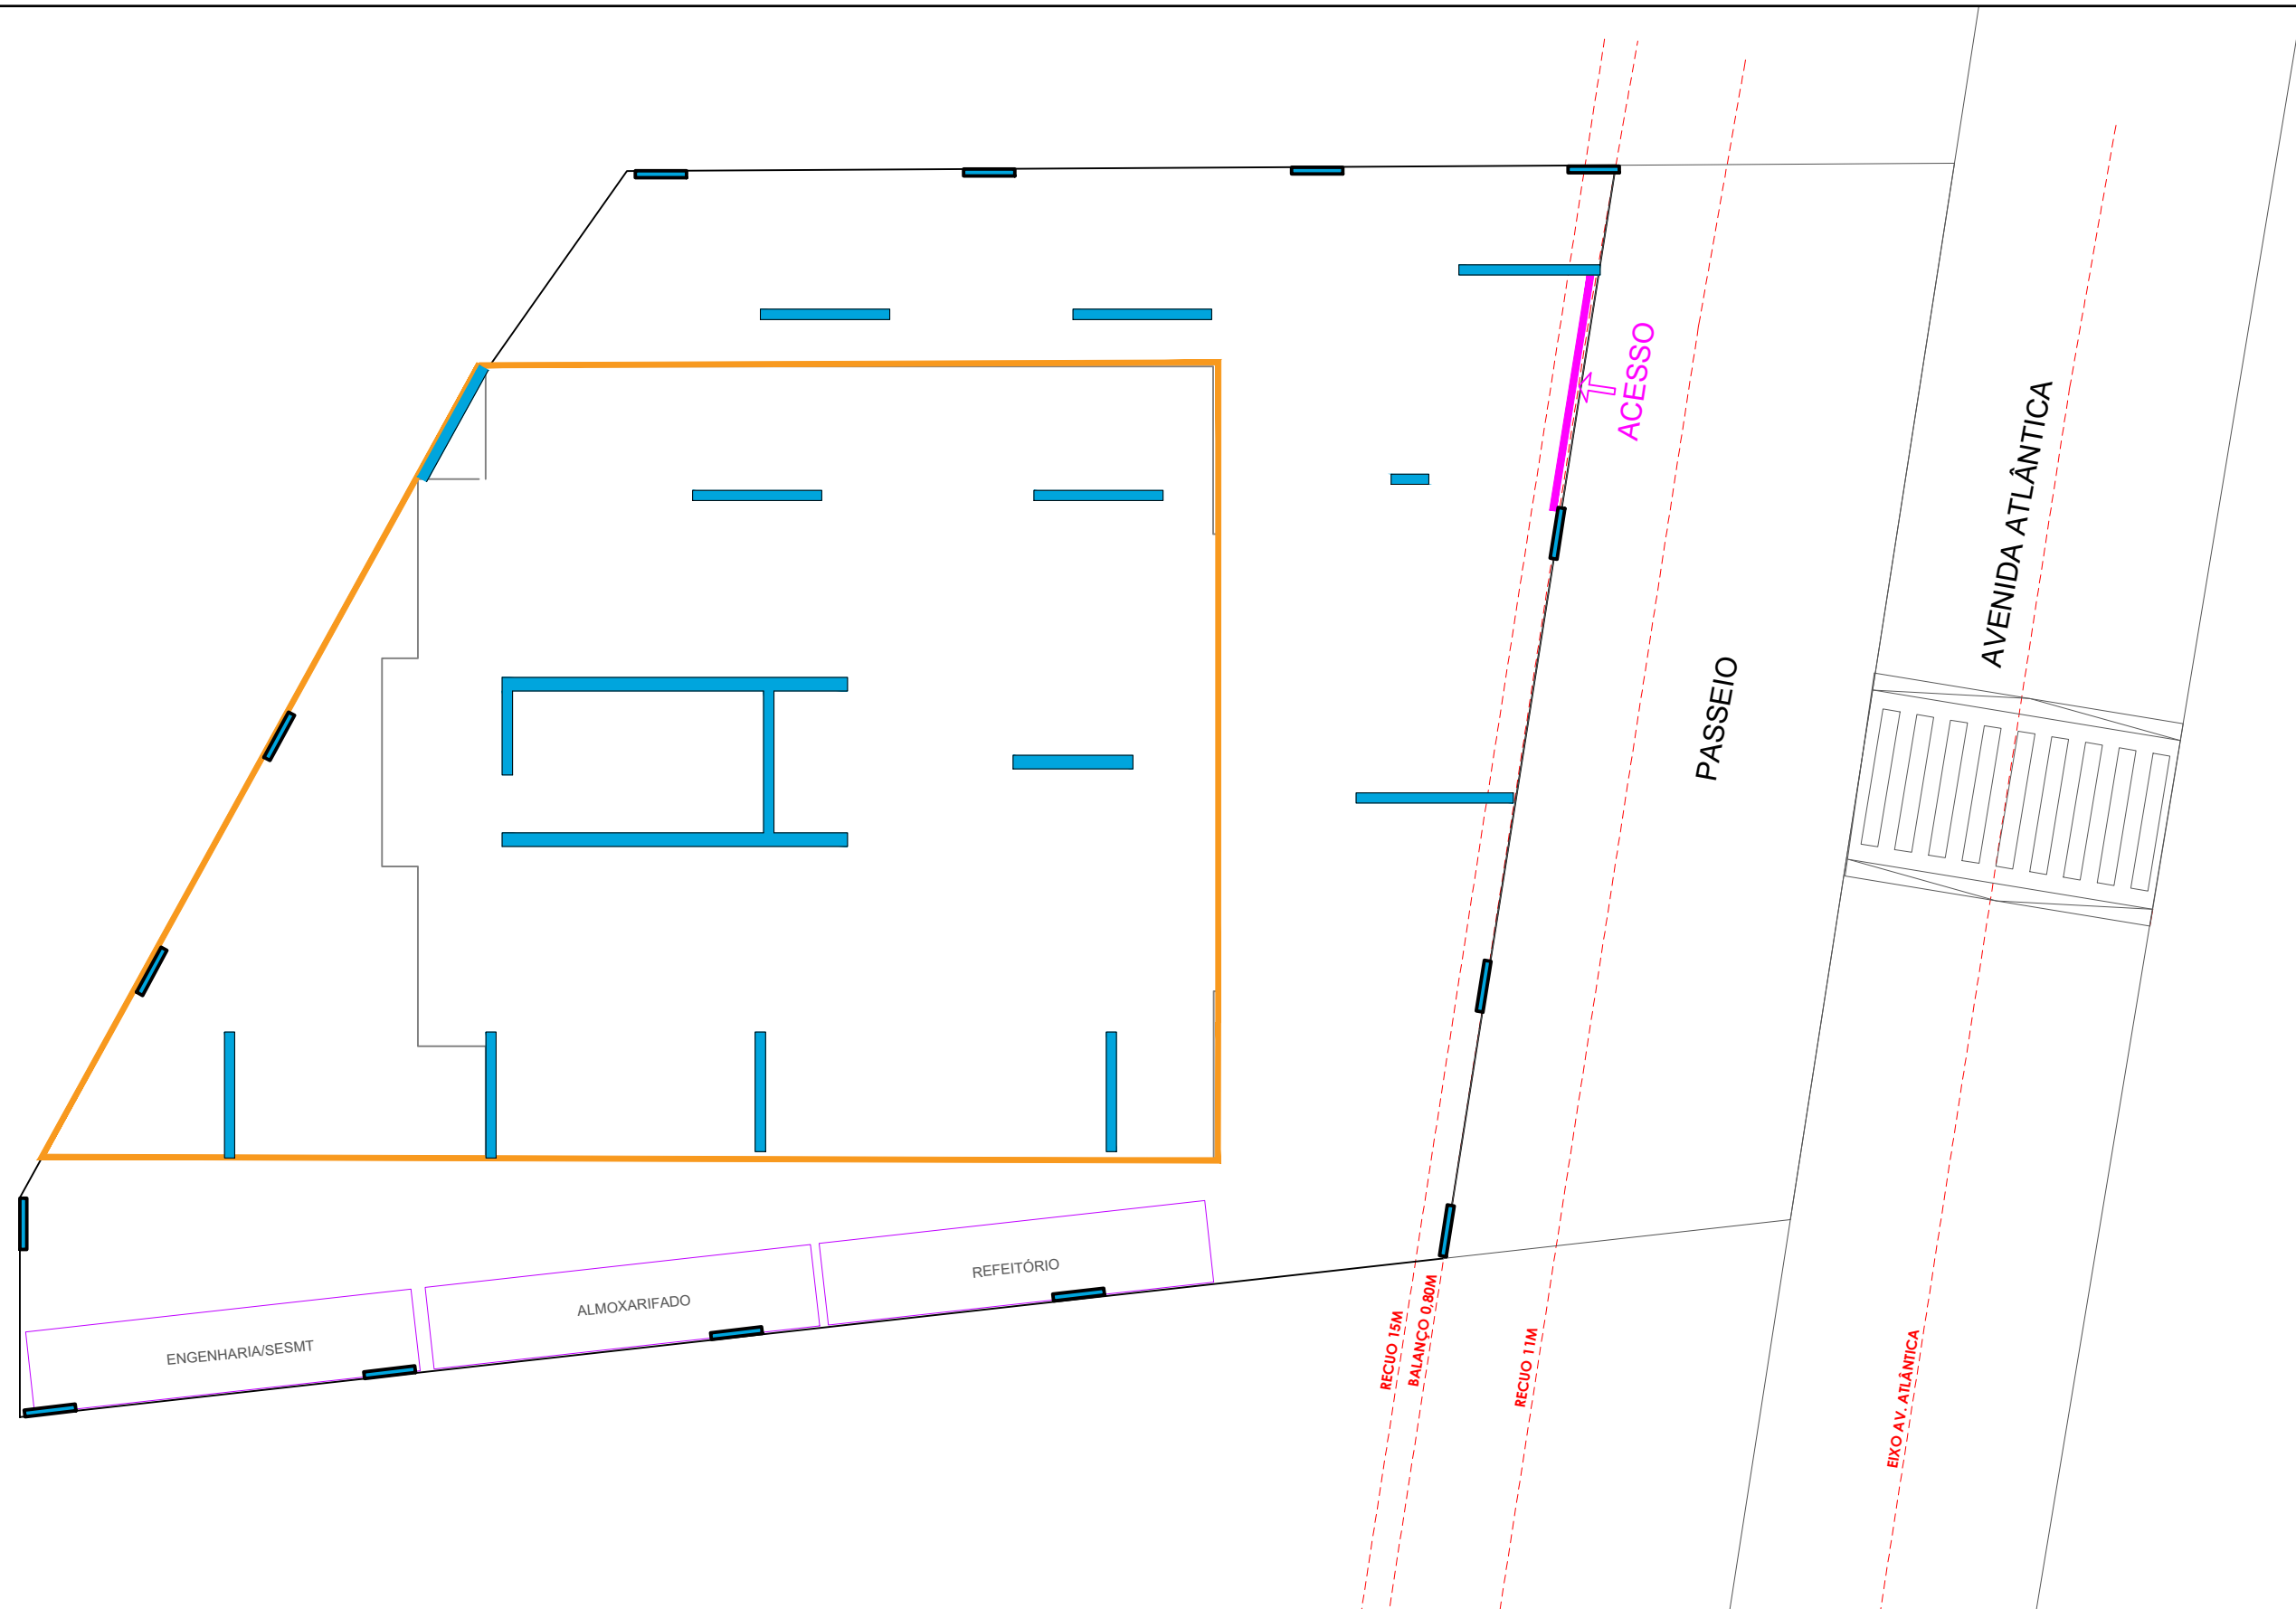 ACESSO
AVENIDA ATLÂNTICA
PASSEIO
REFEITÓRIO
ALMOXARIFADO
ENGENHARIA/SESMT
RECUO 15M
BALANÇO 0,80M
RECUO 11M
EIXO AV. ATLÂNTICA